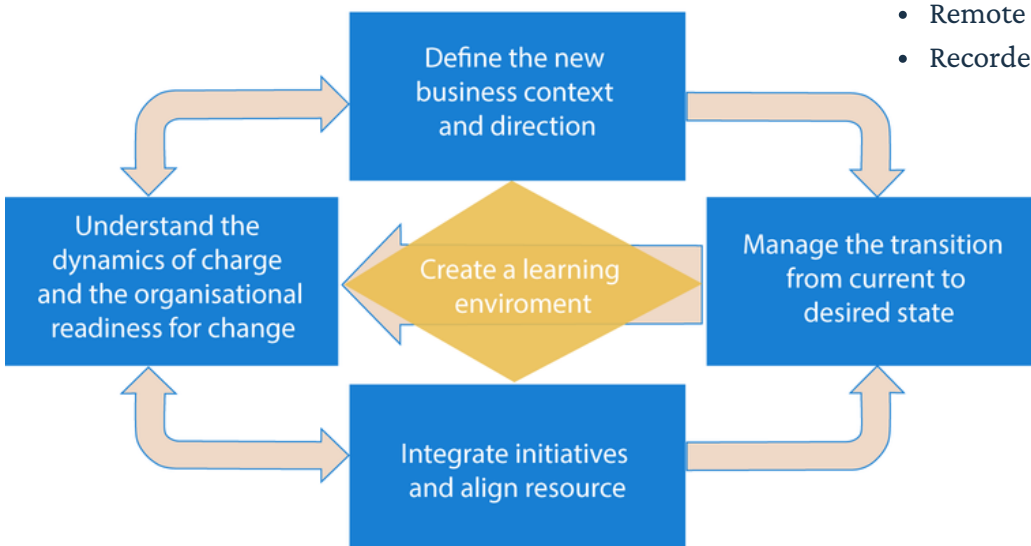 • Remote
• Recorde
Define the new
business context
and direction
Understand the
dynamics of charge
and the organisational
readiness for change
Create a learning
enviroment
Manage the transition
from current to
desired state
Integrate initiatives
and align resource